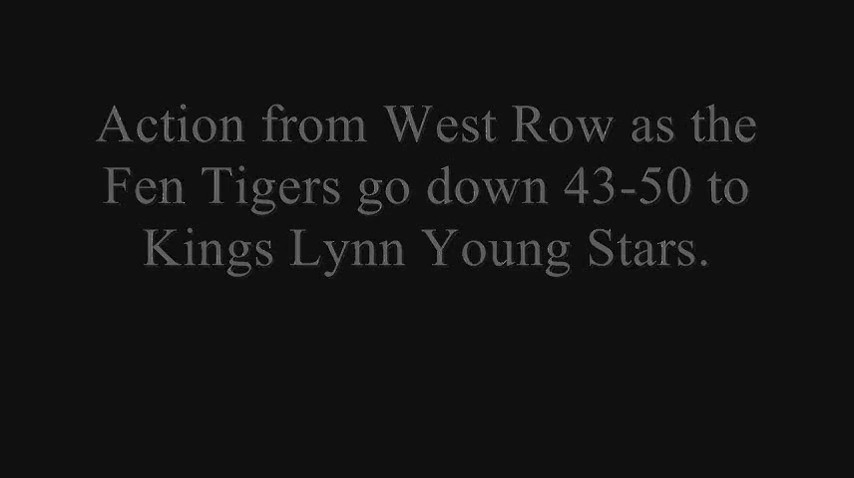 Action from West Row as the
Fen Tigers go down 43-50 to
Kings Lynn Young Stars.